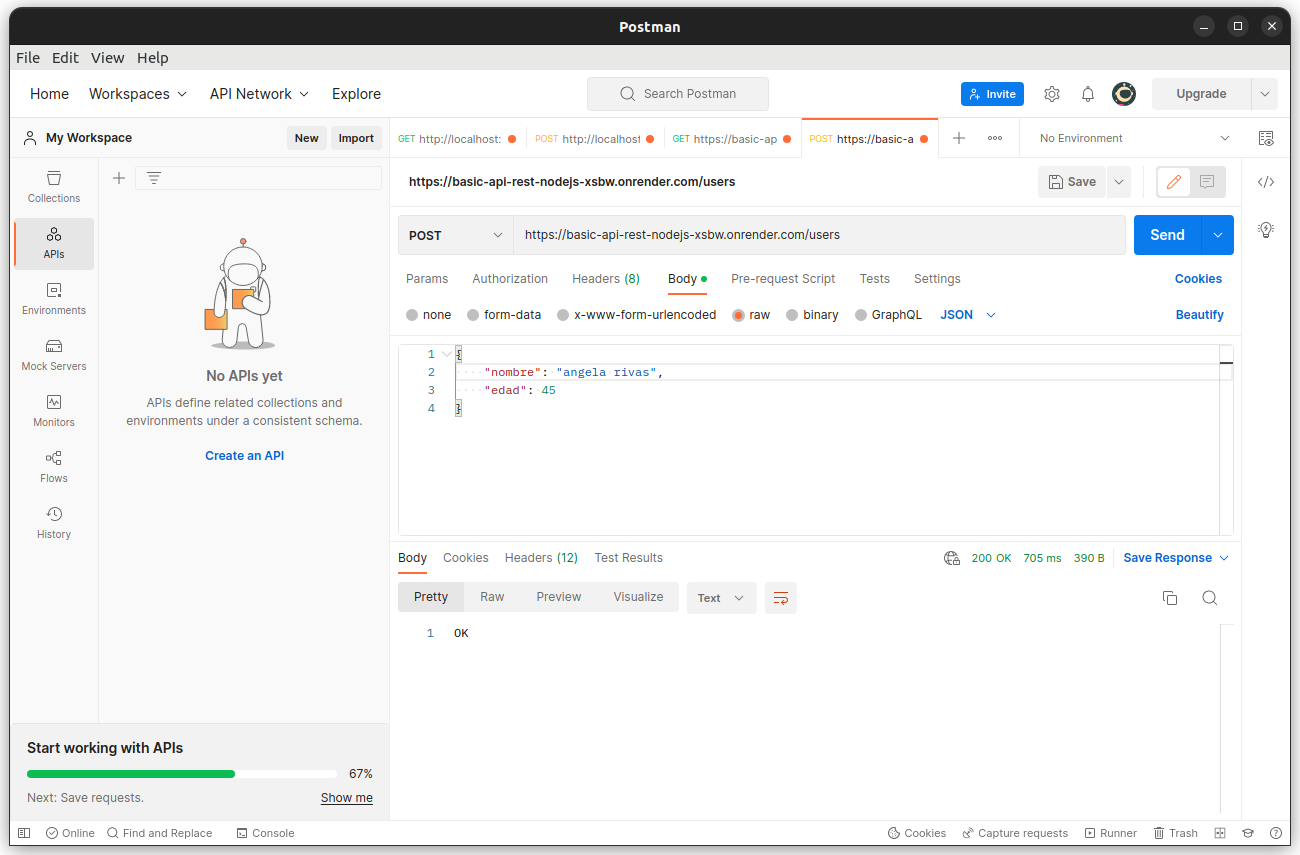 Postman
File Edit View Help
Home Workspaces API Network Explore Search Postman Invite Upgrade
My Workspace New Import
GET http://localhost: POST http://localhost GET https://basic-ap POST https://basic-a No Environment
Collections
APIs
Environments
Mock Servers
Monitors
Flows
History
No APIs yet
APIs define related collections and
environments under a consistent schema.
Create an API
Start working with APIs
67%
Next: Save requests. Show me
https://basic-api-rest-nodejs-xsbw.onrender.com/users Save
POST https://basic-api-rest-nodejs-xsbw.onrender.com/users Send
Params Authorization Headers (8) Body Pre-request Script Tests Settings Cookies
none form-data x-www-form-urlencoded raw binary GraphQL JSON Beautify
1 {
2 "nombre": "angela rivas",
3 "edad": 45
4 }
Body Cookies Headers (12) Test Results 200 OK 705 ms 390 B Save Response
Pretty Raw Preview Visualize Text
1 OK
Online Find and Replace Console Cookies Capture requests Runner Trash